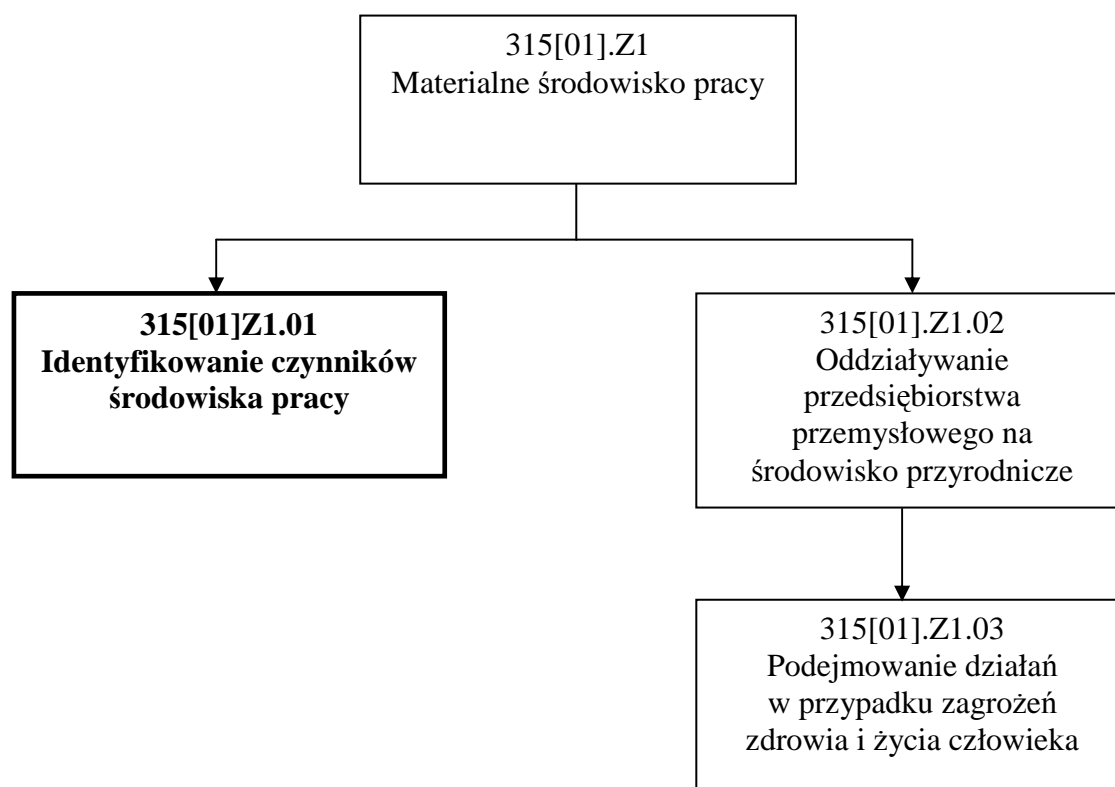 315[01].Z1
Materialne środowisko pracy
315[01]Z1.01
Identyfikowanie czynników
środowiska pracy
315[01].Z1.02
Oddziaływanie
przedsiębiorstwa
przemysłowego na
środowisko przyrodnicze
315[01].Z1.03
Podejmowanie działań
w przypadku zagrożeń
zdrowia i życia człowieka